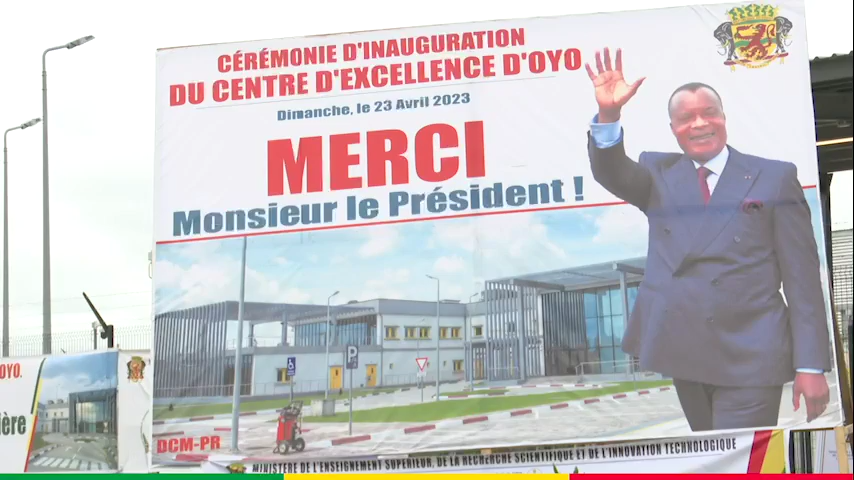 CÉRÉMONIE D'INAUGURATION
DU CENTRE D'EXCELLENCE D'OYO
Dimanche, le 23 Avril 2023
MERCI
Monsieur le Président !
OYO.
ière
DCM-PR
MINISTERE DE L'ENSEIGNEMENT SUPERIEUR, DE LA RECHERCHE SCIENTIFIQUE ET DE L'INNOVATION TECHNOLOGIQUE